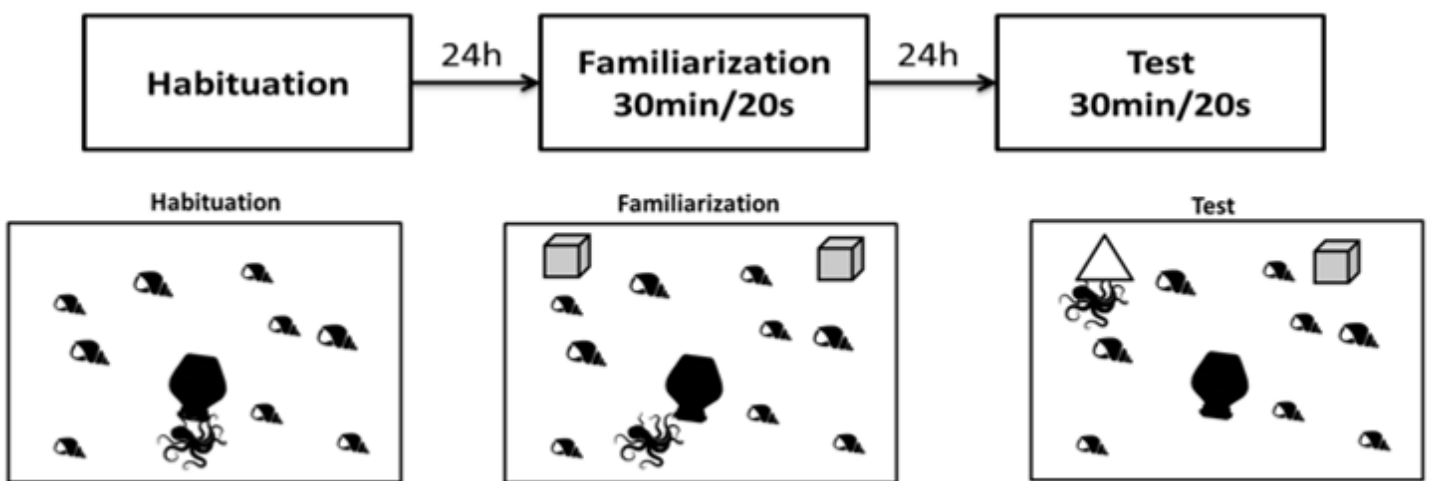 Habituation
24h
Familiarization
30min/20s
24h
Test
30min/20s
Habituation
Familiarization
Test